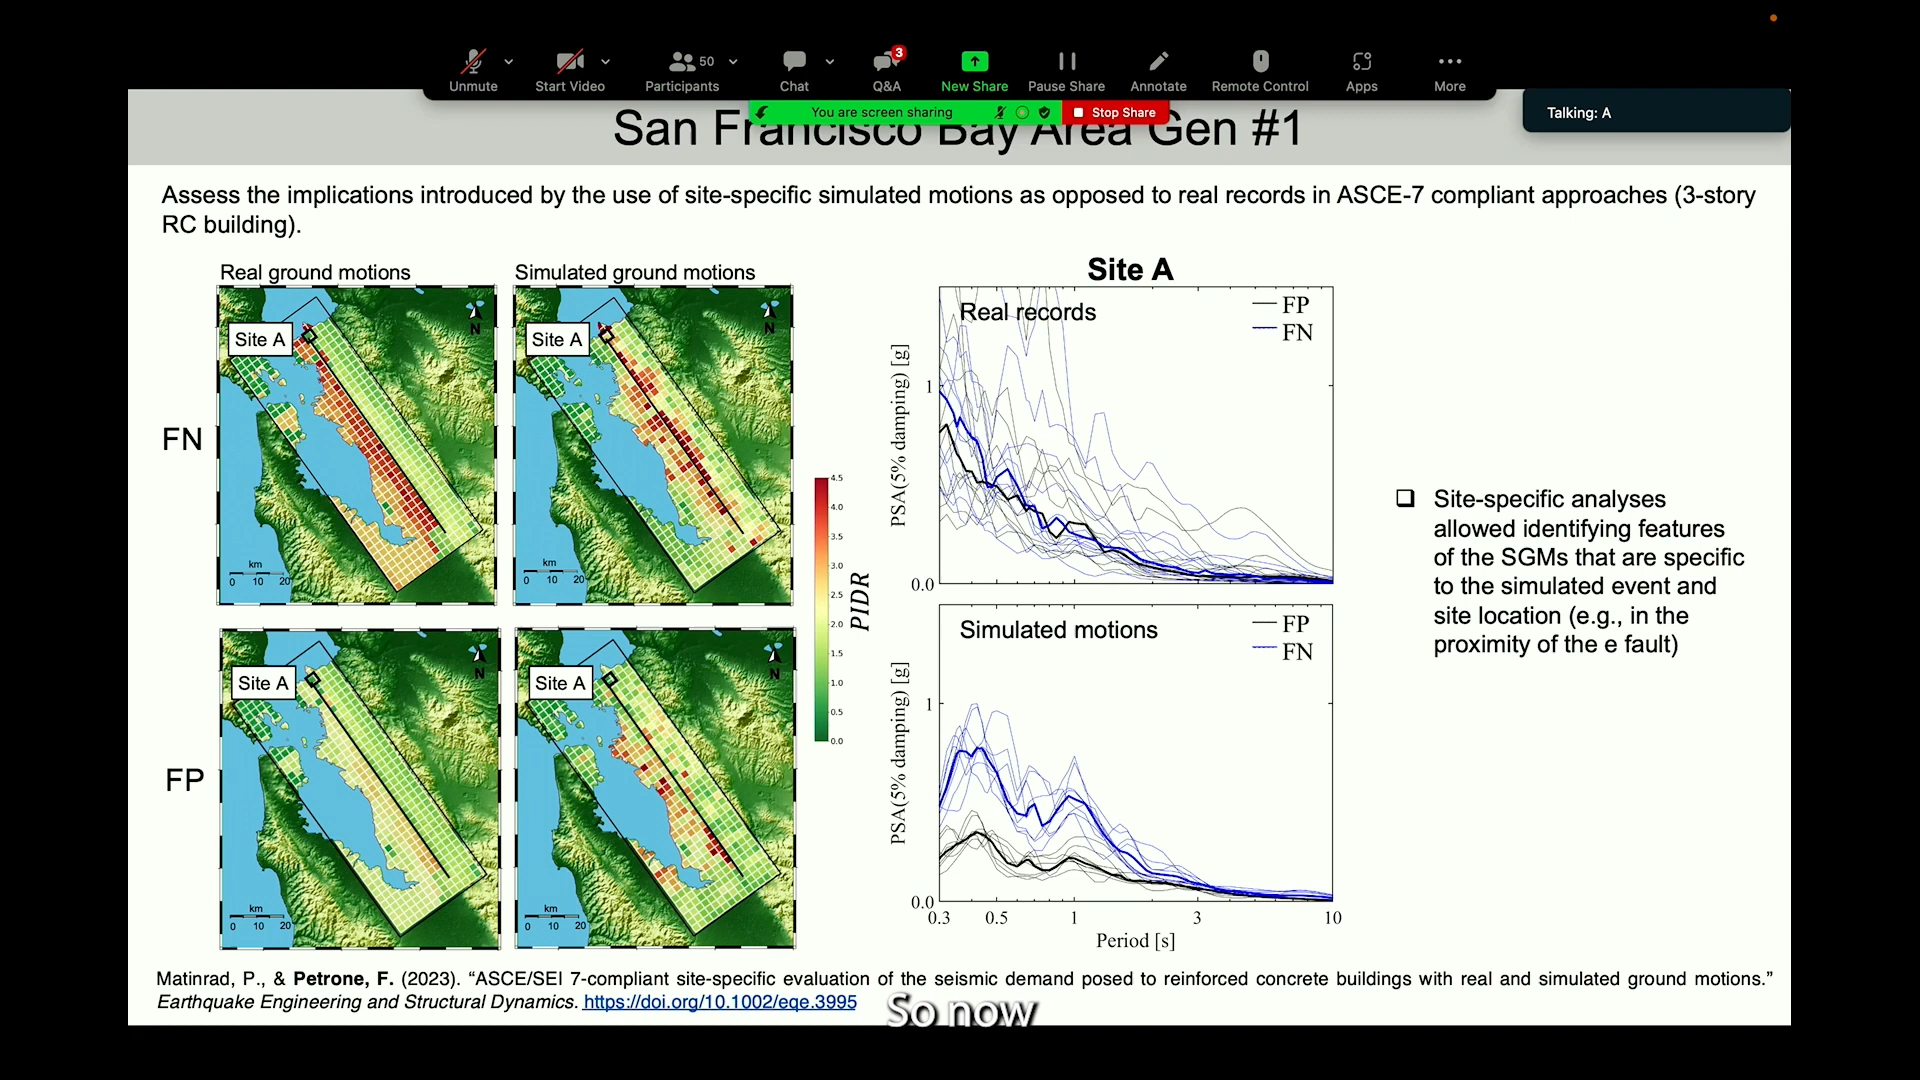 Unmute
Start Video
50
Participants
Chat
3
Q&A
New Share
Pause Share
Annotate
Remote Control
Apps
More
You are screen sharing
Stop Share
Talking: A
San Francisco Bay Area Gen #1
Assess the implications introduced by the use of site-specific simulated motions as opposed to real records in ASCE-7 compliant approaches (3-story
RC building).
Real ground motions
Simulated ground motions
Site A
FN
Site A
N
km
0 10 20
Site A
N
km
0 10 20
FP
Site A
N
km
0 10 20
Site A
N
km
0 10 20
4.5
4.0
3.5
3.0
2.5
2.0
1.5
1.0
0.5
0.0
PIDR
Real records
FP
FN
PSA(5% damping) [g]
1
0.0
Simulated motions
FP
FN
PSA(5% damping) [g]
1
0.0
0.3 0.5 1 3 10
Period [s]
❑ Site-specific analyses
allowed identifying features
of the SGMs that are specific
to the simulated event and
site location (e.g., in the
proximity of the e fault)
Matinrad, P., & Petrone, F. (2023). “ASCE/SEI 7-compliant site-specific evaluation of the seismic demand posed to reinforced concrete buildings with real and simulated ground motions.”
Earthquake Engineering and Structural Dynamics. https://doi.org/10.1002/eqe.3995
So now